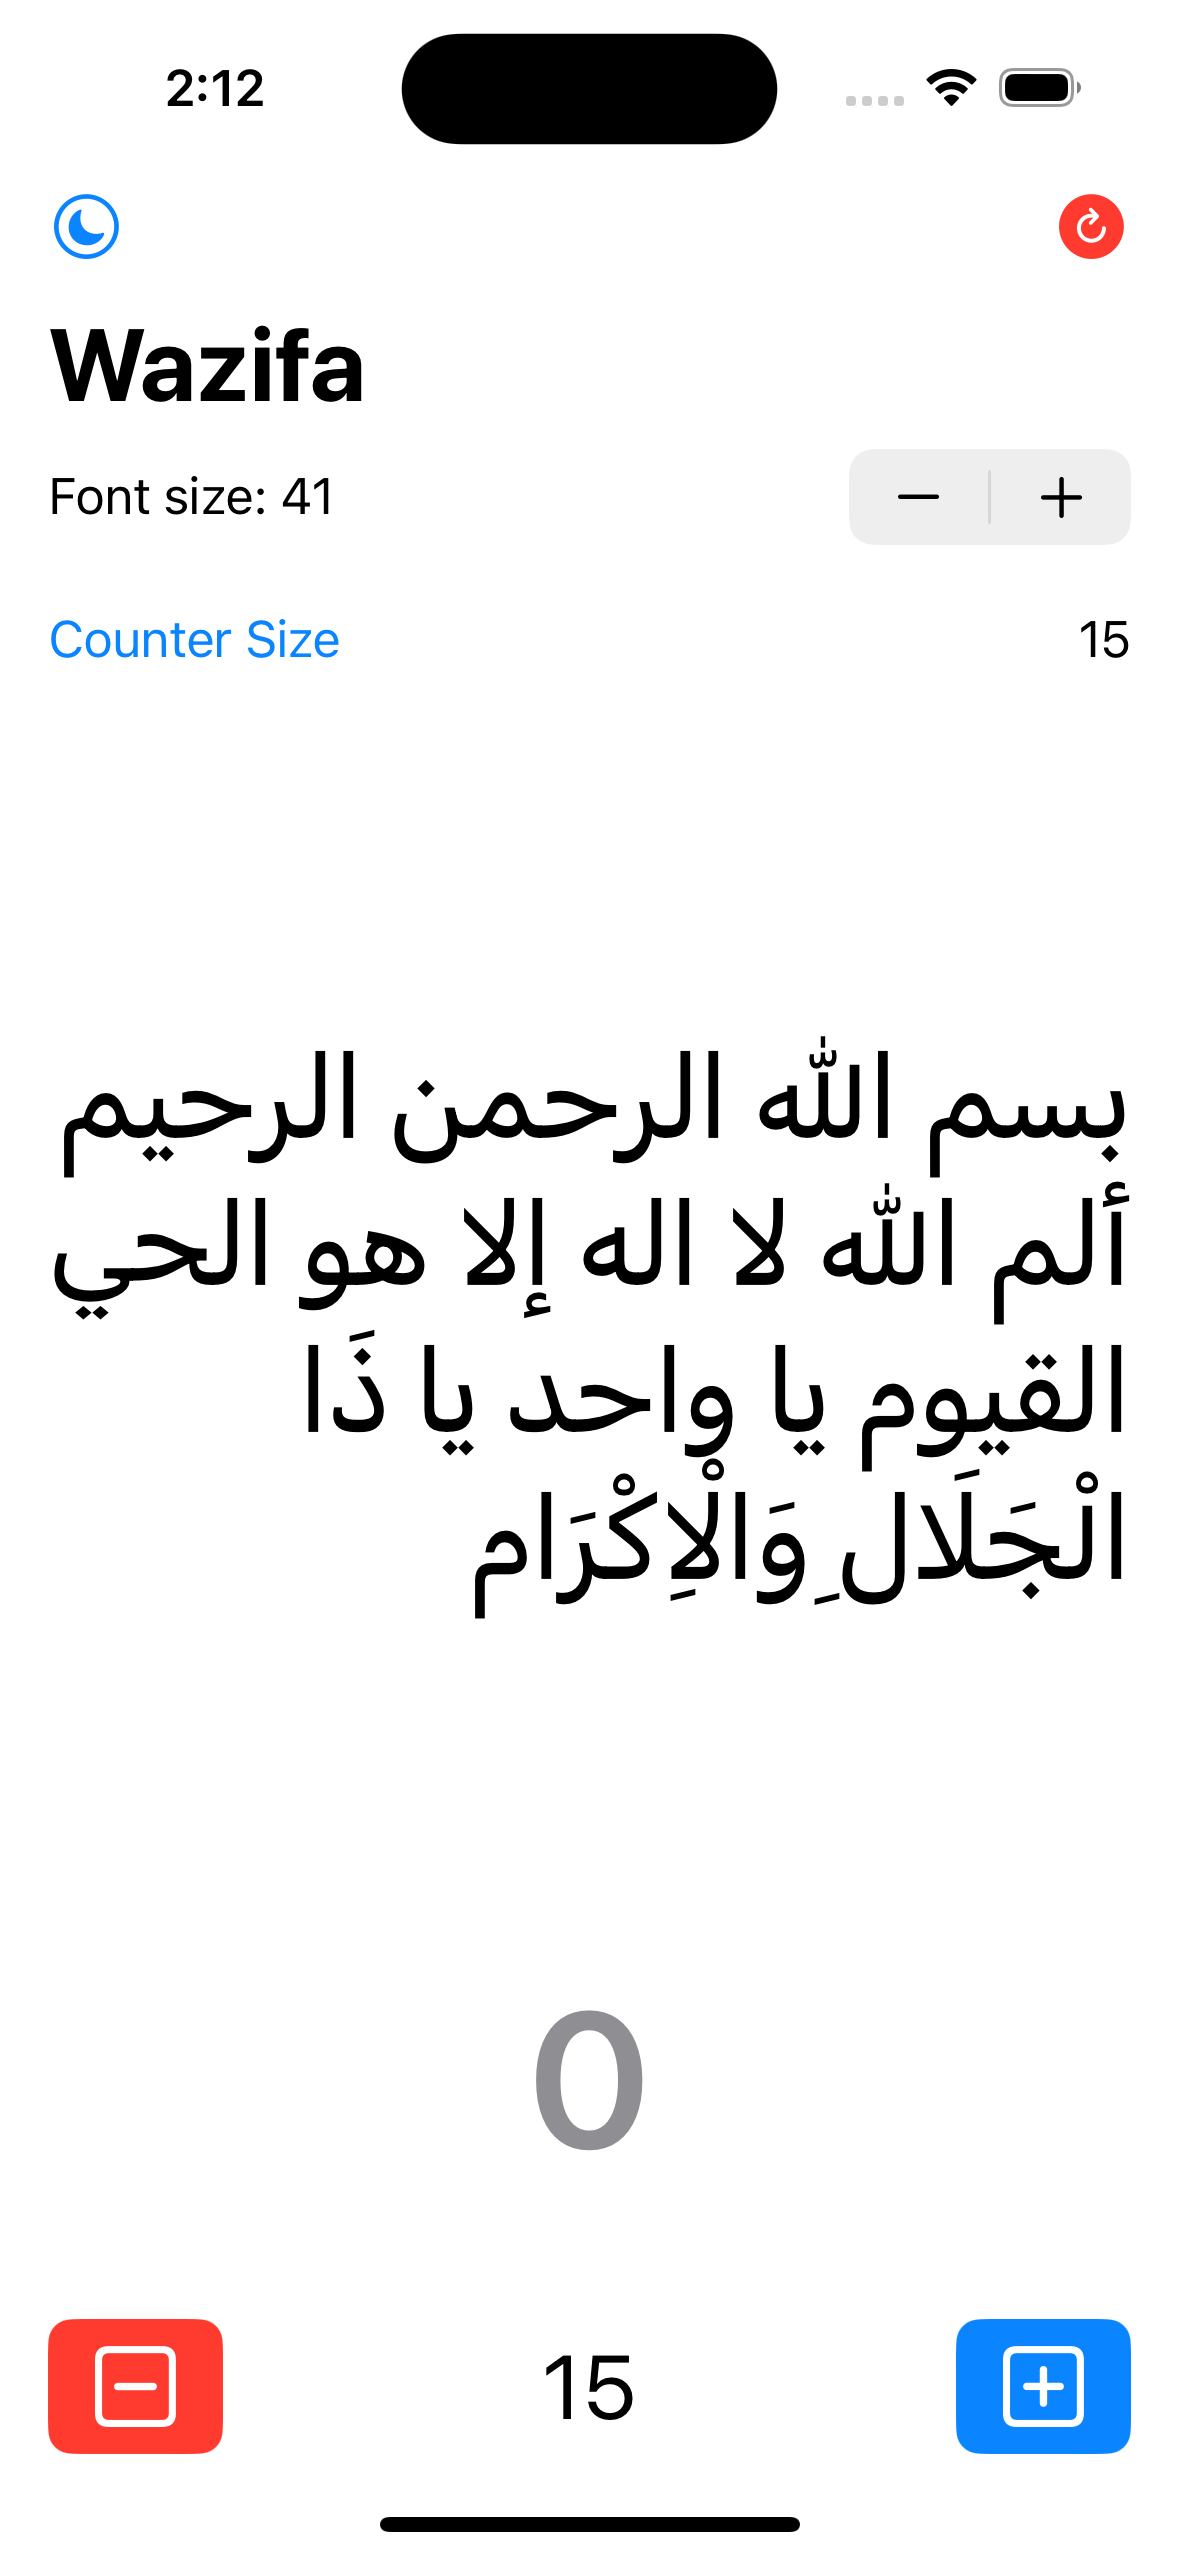 2:12
Wazifa
Font size: 41
Counter Size 15
بسم الله الرحمن الرحيم
ألم الله لا اله إلا هو الحي
القيوم يا واحد يا ذَا
الْجَلَالِ وَالْاِكْرَام
0
15